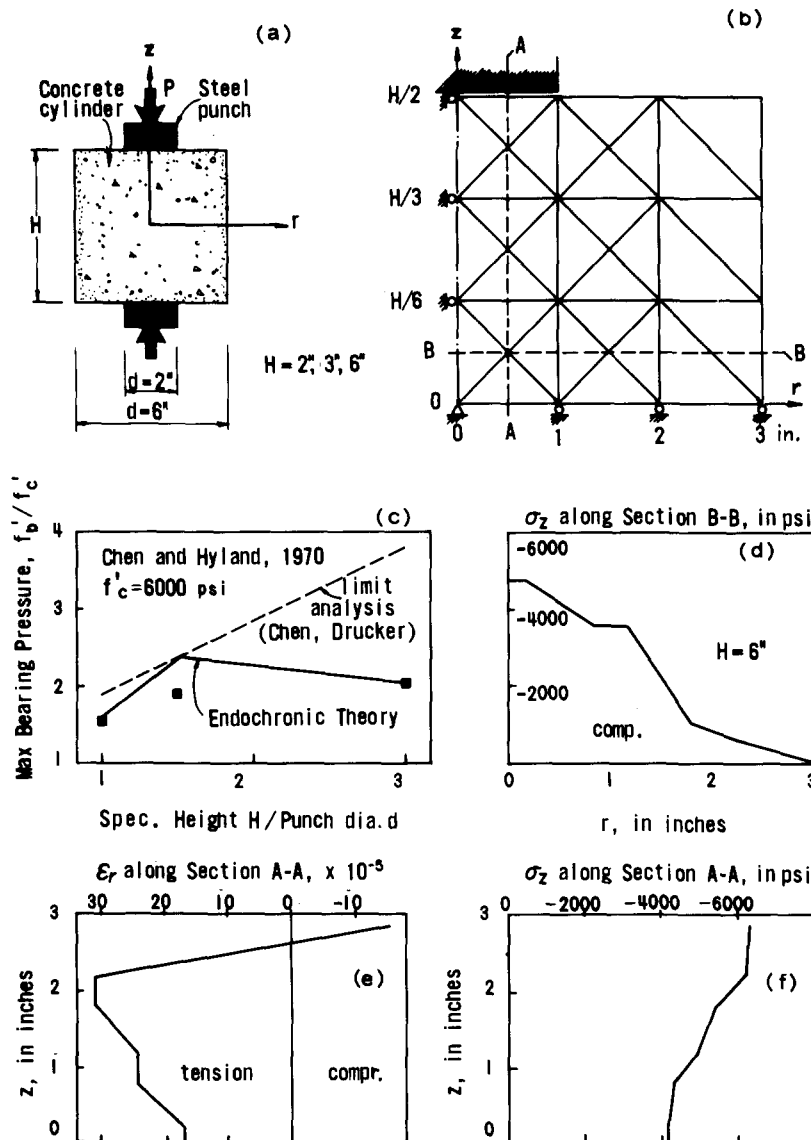 (a)
z
P
Concrete cylinder
Steel punch
H
r
H = 2", 3", 6"
d=2"
d=6"
(b)
z
A
H/2
H/3
H/6
B
B
r
0
0
A
1
2
3
in.
(c)
Max Bearing Pressure, f'b/f'c
4
3
2
1
Chen and Hyland, 1970
f'c=6000 psi
limit
analysis
(Chen, Drucker)
Endochronic Theory
1
2
3
Spec. Height H/Punch dia.d
σz along Section B-B, in psi
(d)
-6000
-4000
-2000
H= 6"
comp.
0
1
2
3
r, in inches
εr along Section A-A, x 10-5
30
20
10
0
-10
3
2
1
0
z, in inches
(e)
tension
compr.
σz along Section A-A, in psi
0
-2000
-4000
-6000
3
2
1
0
z, in inches
(f)